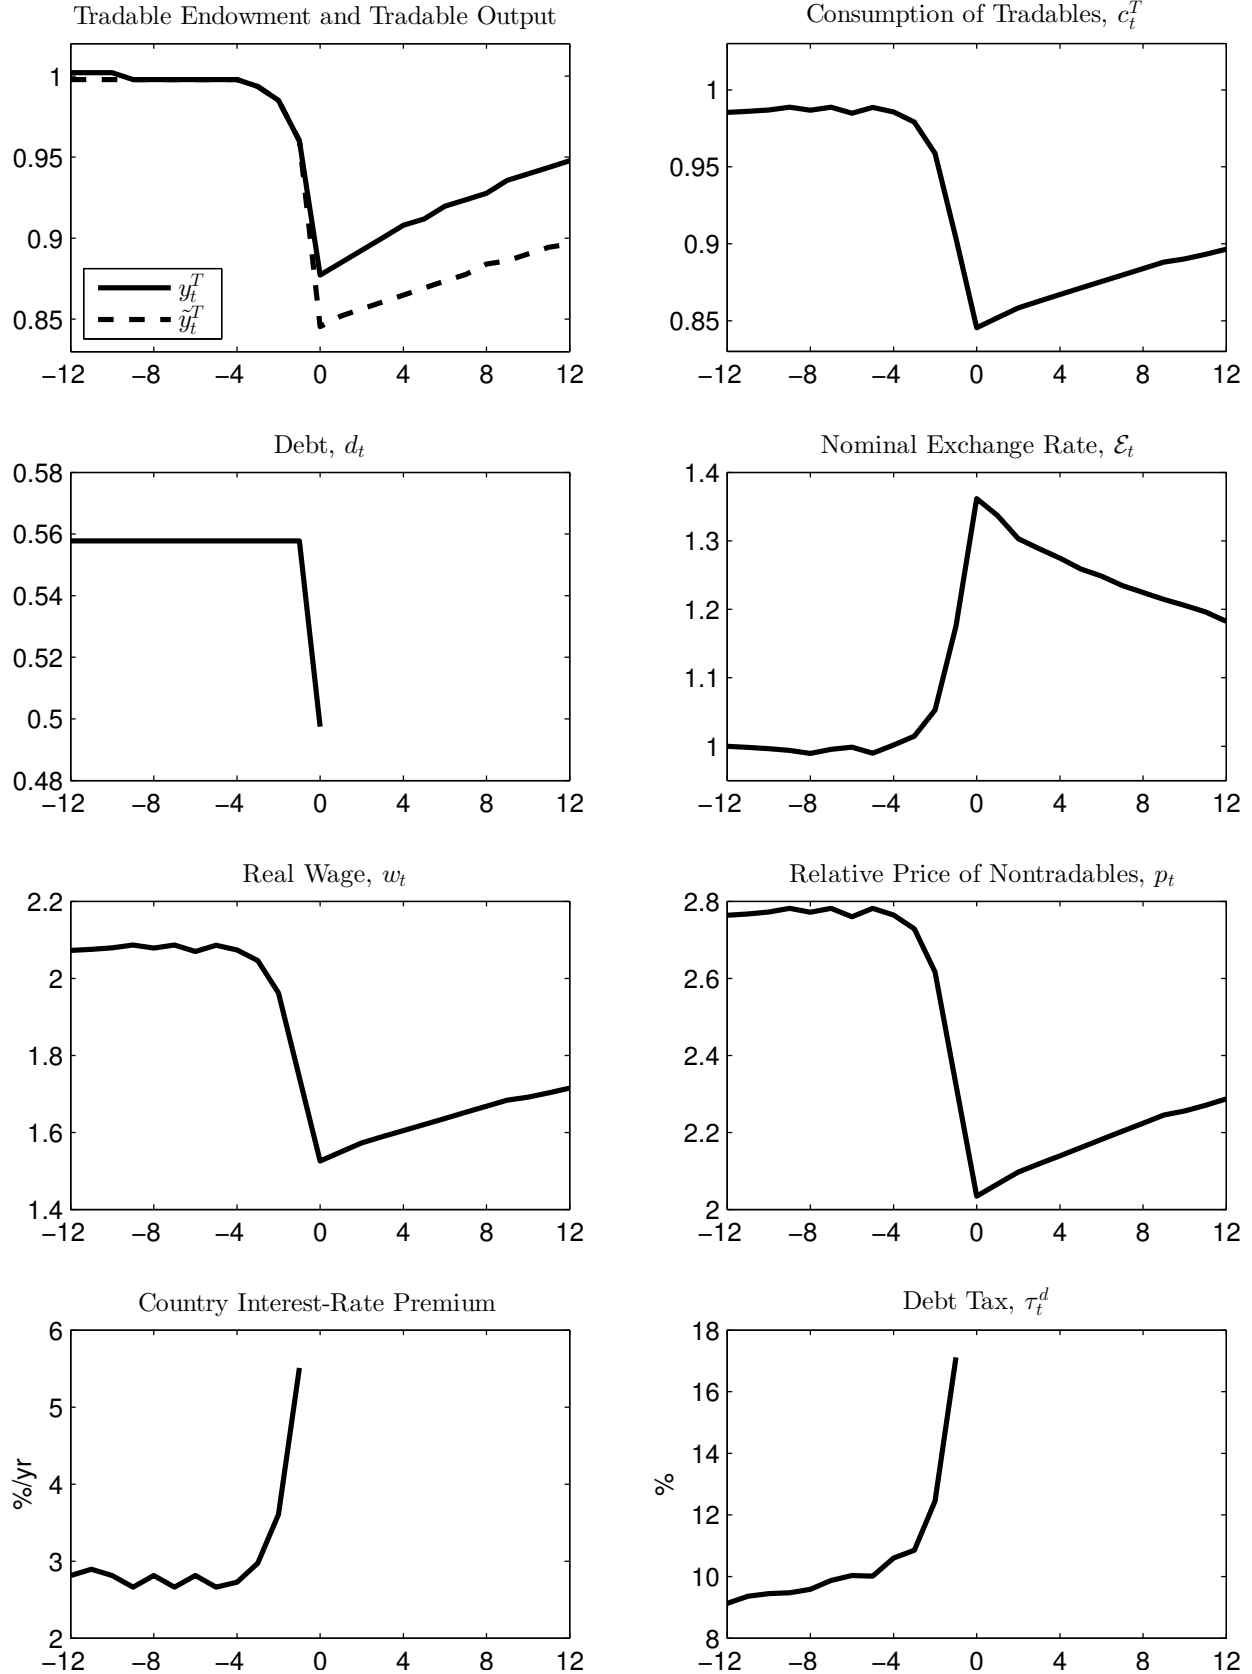 Tradable Endowment and Tradable Output
1
0.95
0.9
0.85
y_t^T
ỹ_t^T
−12 −8 −4 0 4 8 12
Consumption of Tradables, c_t^T
1
0.95
0.9
0.85
−12 −8 −4 0 4 8 12
Debt, d_t
0.58
0.56
0.54
0.52
0.5
0.48
−12 −8 −4 0 4 8 12
Nominal Exchange Rate, ℰ_t
1.4
1.3
1.2
1.1
1
−12 −8 −4 0 4 8 12
Real Wage, w_t
2.2
2
1.8
1.6
1.4
−12 −8 −4 0 4 8 12
Relative Price of Nontradables, p_t
2.8
2.6
2.4
2.2
2
−12 −8 −4 0 4 8 12
Country Interest-Rate Premium
6
5
4
3
2
%/yr
−12 −8 −4 0 4 8 12
Debt Tax, τ_t^d
18
16
14
12
10
8
%
−12 −8 −4 0 4 8 12